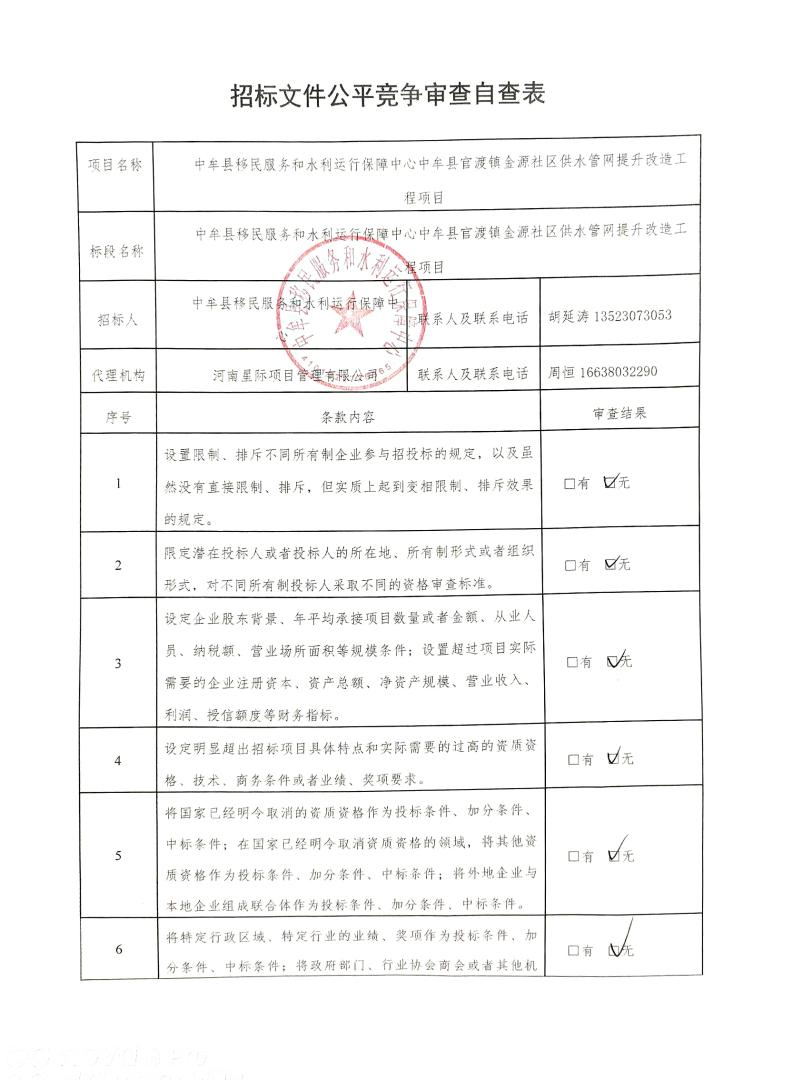 招标文件公平竞争审查自查表
项目名称
中牟县移民服务和水利运行保障中心中牟县官渡镇金源社区供水管网提升改造工
程项目
标段名称
中牟县移民服务和水利运行保障中心中牟县官渡镇金源社区供水管网提升改造工
程项目
招标人
中牟县移民服务和水利运行保障中
心
联系人及联系电话
胡延涛 13523073053
代理机构
河南星际项目管理有限公司
联系人及联系电话
周恒 16638032290
中牟县移民服务和水利运行保障中心
序号
条款内容
审查结果
1
设置限制、排斥不同所有制企业参与招投标的规定，以及虽
然没有直接限制、排斥，但实质上起到变相限制、排斥效果
的规定。
□有 ☑无
2
限定潜在投标人或者投标人的所在地、所有制形式或者组织
形式，对不同所有制投标人采取不同的资格审查标准。
□有 ☑无
3
设定企业股东背景、年平均承接项目数量或者金额、从业人
员、纳税额、营业场所面积等规模条件；设置超过项目实际
需要的企业注册资本、资产总额、净资产规模、营业收入、
利润、授信额度等财务指标。
□有 ☑无
4
设定明显超出招标项目具体特点和实际需要的过高的资质资
格、技术、商务条件或者业绩、奖项要求。
□有 ☑无
5
将国家已经明令取消的资质资格作为投标条件、加分条件、
中标条件；在国家已经明令取消资质资格的领域，将其他资
质资格作为投标条件、加分条件、中标条件；将外地企业与
本地企业组成联合体作为投标条件、加分条件、中标条件。
□有 ☑无
6
将特定行政区域、特定行业的业绩、奖项作为投标条件、加
分条件、中标条件；将政府部门、行业协会商会或者其他机
□有 ☑无